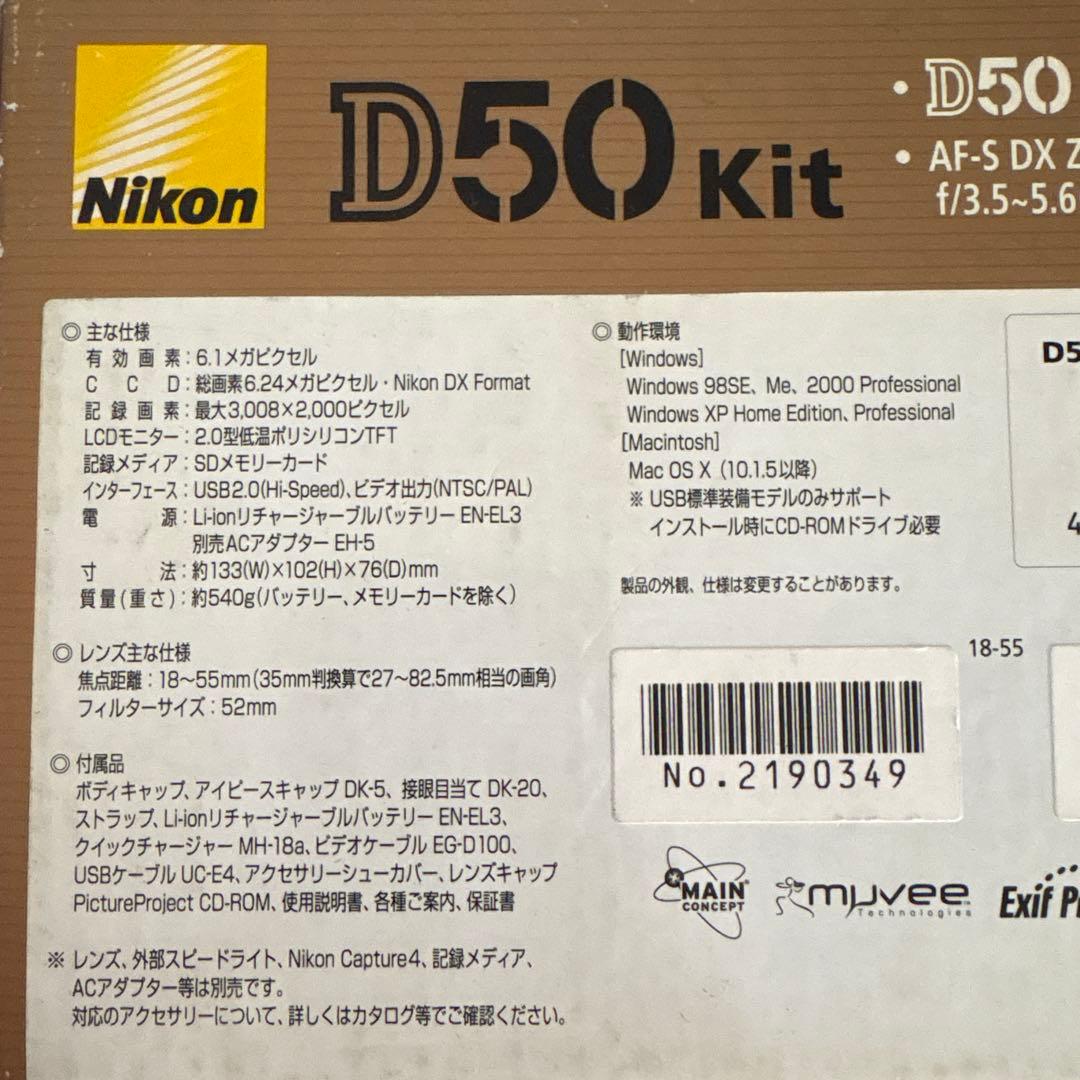 Nikon
D50 Kit
・D50
・AF-S DX
f/3.5~5.6
◎ 主な仕様
有効画素：6.1メガピクセル
CCD：総画素6.24メガピクセル・Nikon DX Format
記録画素：最大3,008×2,000ピクセル
LCDモニター：2.0型低温ポリシリコンTFT
記録メディア：SDメモリーカード
インターフェース：USB2.0(Hi-Speed)、ビデオ出力(NTSC/PAL)
電源：Li-ionリチャージャーブルバッテリー EN-EL3
別売ACアダプター EH-5
寸法：約133(W)×102(H)×76(D)mm
質量(重さ)：約540g(バッテリー、メモリーカードを除く)
◎ レンズ主な仕様
焦点距離：18〜55mm(35mm判換算で27〜82.5mm相当の画角)
フィルターサイズ：52mm
◎ 付属品
ボディキャップ、アイピースキャップ DK-5、接眼目当て DK-20、
ストラップ、Li-ionリチャージャーブルバッテリー EN-EL3、
クイックチャージャー MH-18a、ビデオケーブル EG-D100、
USBケーブル UC-E4、アクセサリーシューカバー、レンズキャップ
PictureProject CD-ROM、使用説明書、各種ご案内、保証書
※ レンズ、外部スピードライト、Nikon Capture4、記録メディア、
ACアダプター等は別売です。
対応のアクセサリーについて、詳しくはカタログ等でご確認ください。
◎ 動作環境
[Windows]
Windows 98SE、Me、2000 Professional
Windows XP Home Edition、Professional
[Macintosh]
Mac OS X（10.1.5以降）
※ USB標準装備モデルのみサポート
インストール時にCD-ROMドライブ必要
製品の外観、仕様は変更することがあります。
D5
4
18-55
No.2190349
MAIN
CONCEPT
muvee
Technologies
Exif